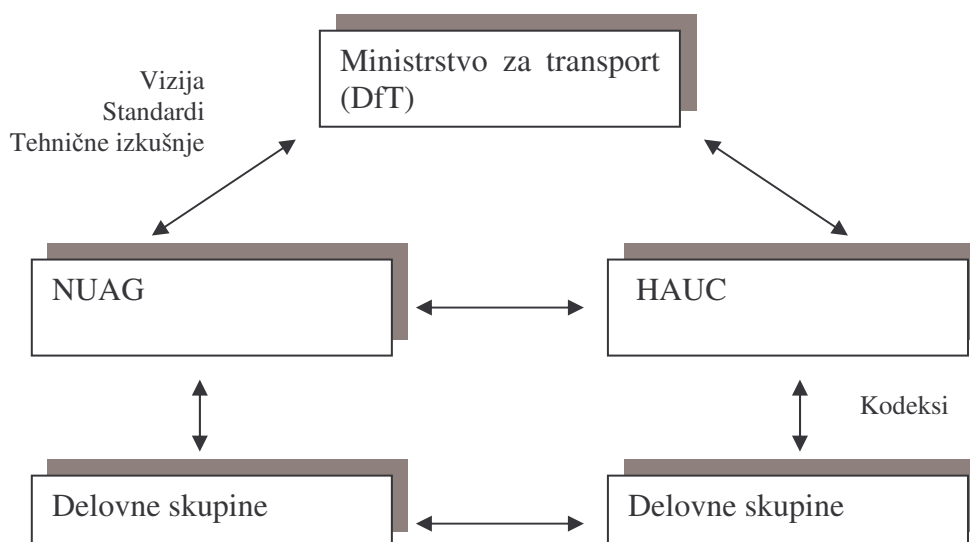 Ministrstvo za transport
(DfT)
Vizija
Standardi
Tehnične izkušnje
NUAG
HAUC
Kodeksi
Delovne skupine
Delovne skupine